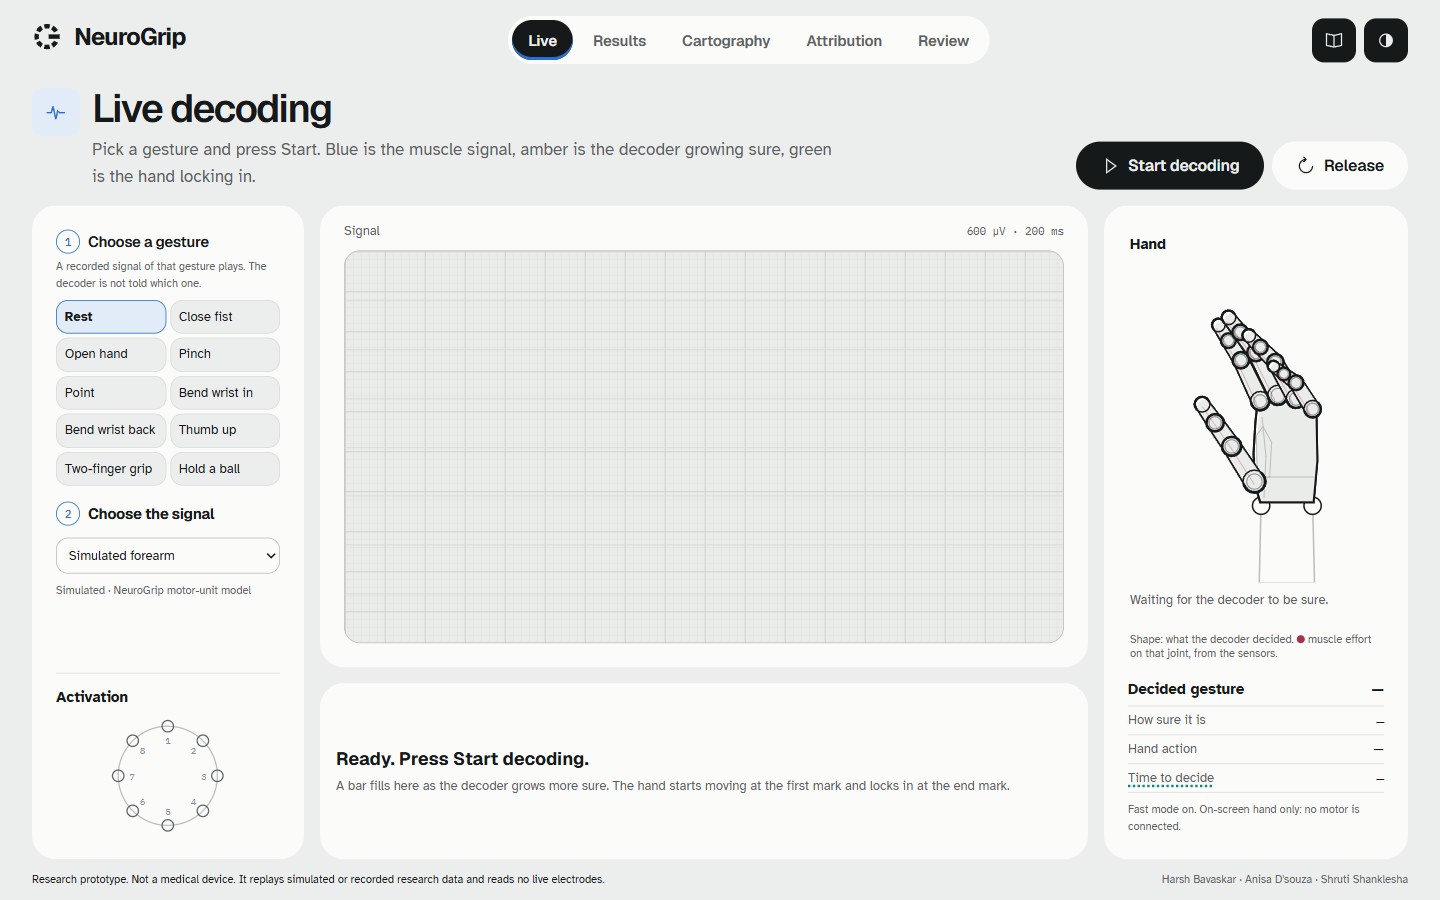 NeuroGrip
Live
Results
Cartography
Attribution
Review
Live decoding
Pick a gesture and press Start. Blue is the muscle signal, amber is the decoder growing sure, green
is the hand locking in.
Start decoding
Release
1 Choose a gesture
A recorded signal of that gesture plays. The
decoder is not told which one.
Rest
Close fist
Open hand
Pinch
Point
Bend wrist in
Bend wrist back
Thumb up
Two-finger grip
Hold a ball
2 Choose the signal
Simulated forearm
Simulated · NeuroGrip motor-unit model
Activation
1
2
3
4
5
6
7
8
Signal
600 µV · 200 ms
Ready. Press Start decoding.
A bar fills here as the decoder grows more sure. The hand starts moving at the first mark and locks in at the end mark.
Hand
Waiting for the decoder to be sure.
Shape: what the decoder decided. ● muscle effort
on that joint, from the sensors.
Decided gesture —
How sure it is —
Hand action —
Time to decide —
Fast mode on. On-screen hand only: no motor is
connected.
Research prototype. Not a medical device. It replays simulated or recorded research data and reads no live electrodes.
Harsh Bavaskar · Anisa D'souza · Shruti Shanklesha